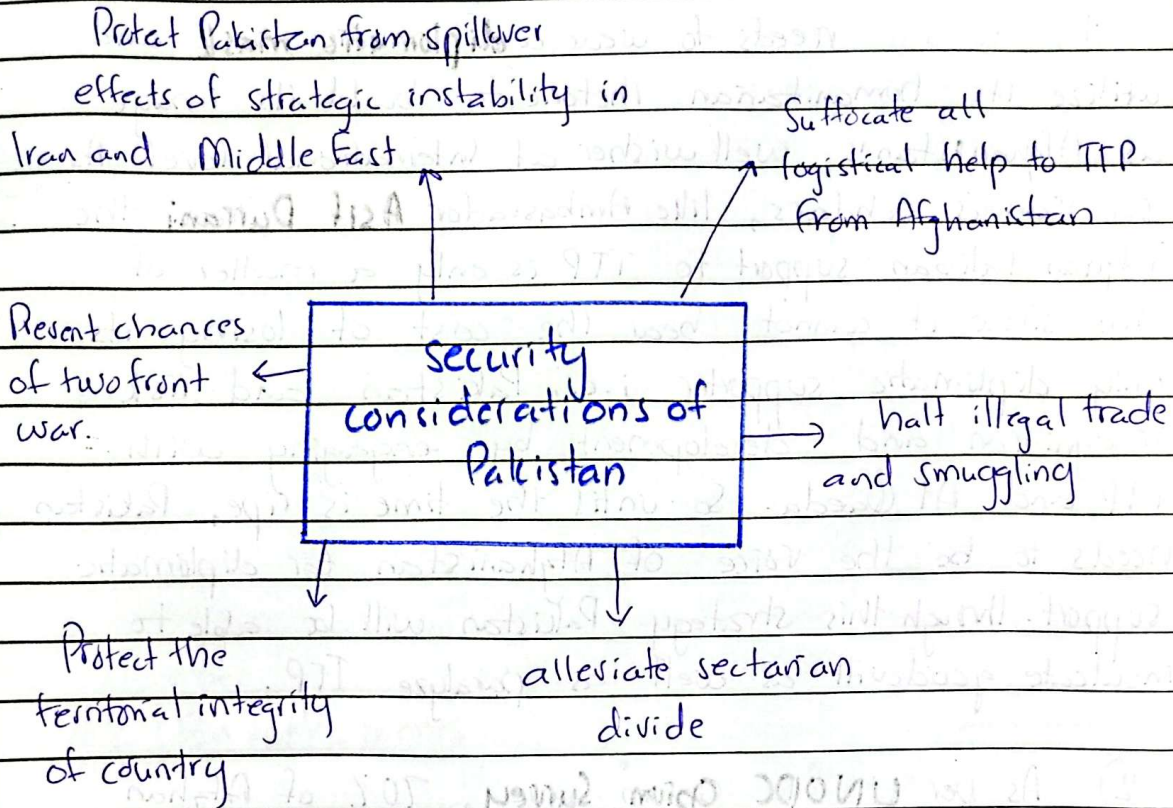 Protect Pakistan from spillover
effects of strategic instability in
Iran and Middle East
Suffocate all
logistical help to TTP
from Afghanistan
Prevent chances
of two front
war.
security
considerations of
Pakistan
halt illegal trade
and smuggling
Protect the
territorial integrity
of country
alleviate sectarian
divide